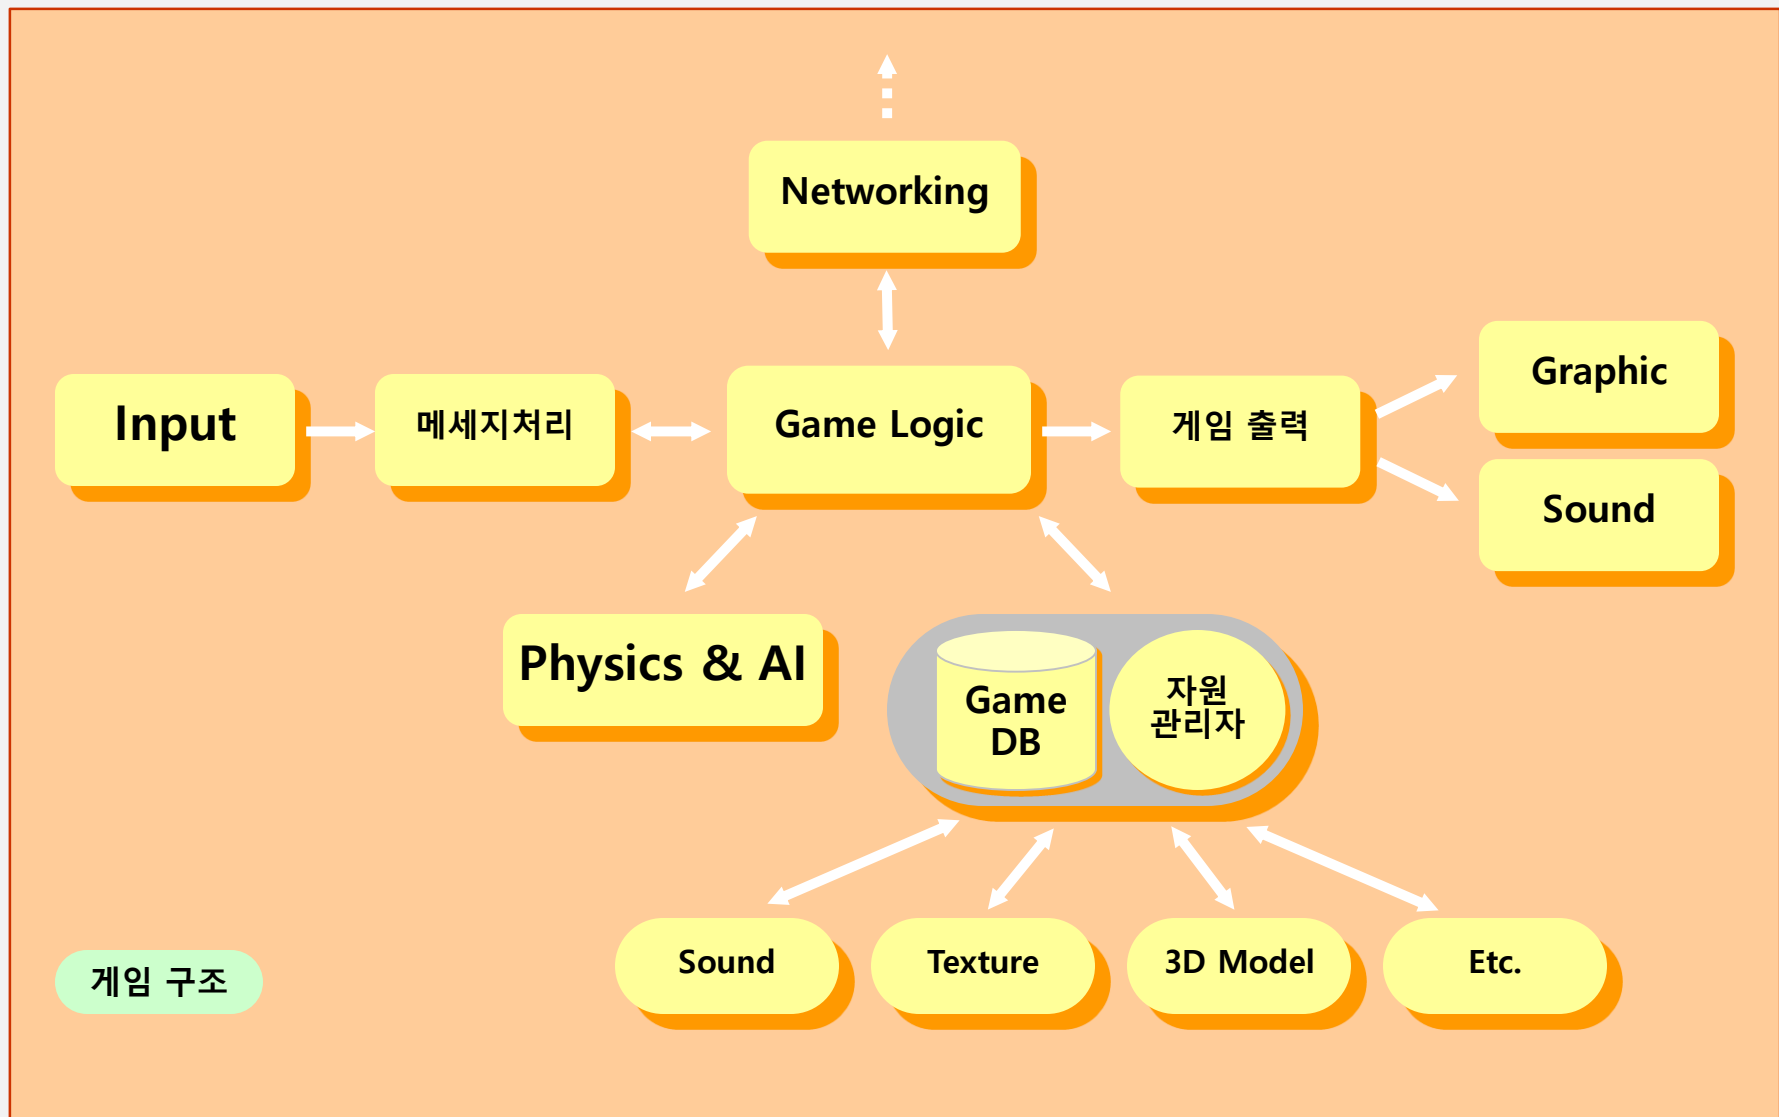 Networking
Input
메세지처리
Game Logic
게임 출력
Graphic
Sound
Physics & AI
Game
DB
자원
관리자
Sound
Texture
3D Model
Etc.
게임 구조